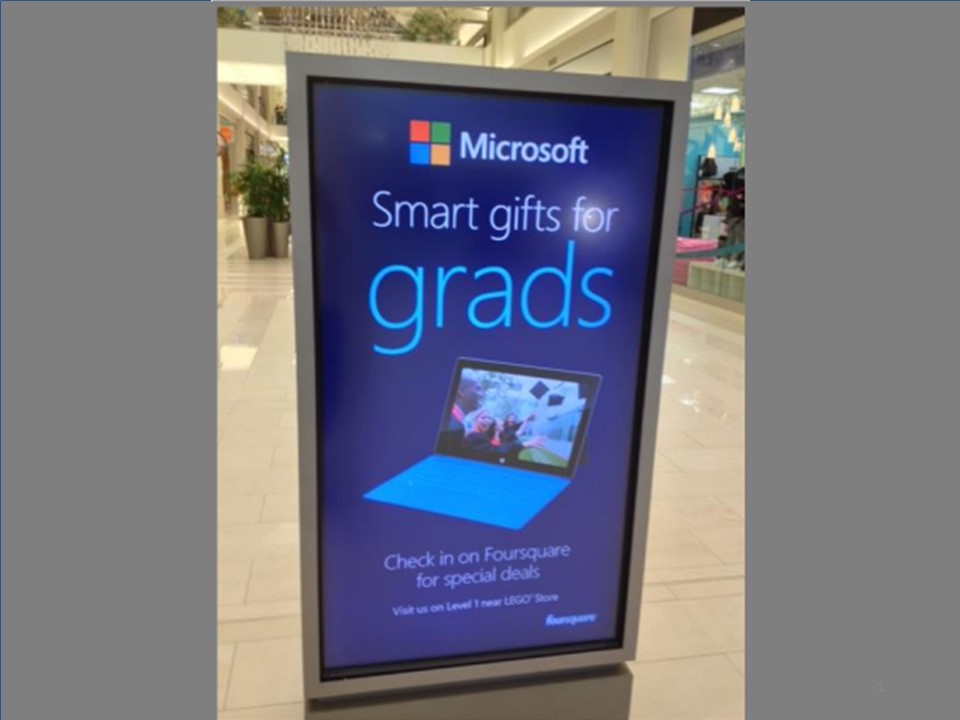 Microsoft
Smart gifts for
grads
Check in on Foursquare
for special deals
Visit us on Level 1 near LEGO® Store
foursquare
1